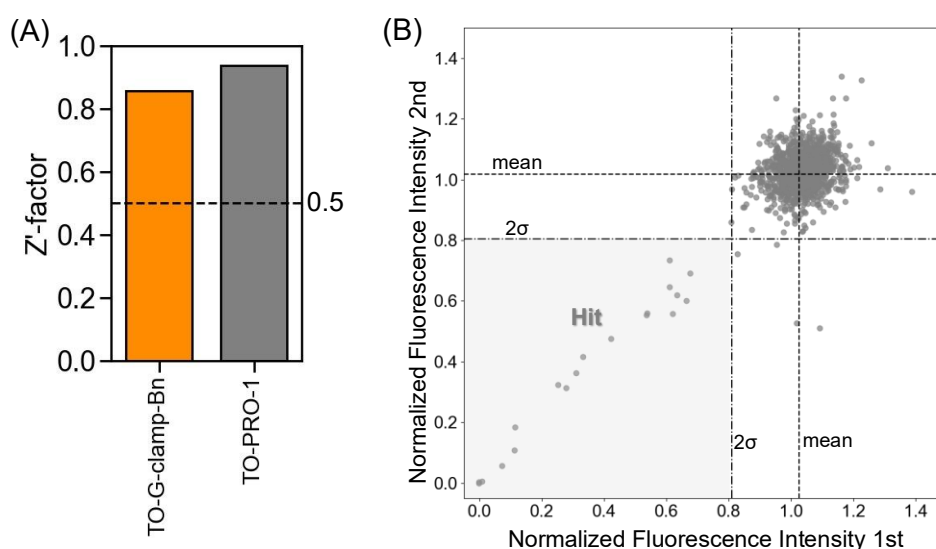 (A)
Z'-factor
1.0
0.8
0.6
0.4
0.2
0.0
0.5
TO-G-clamp-Bn
TO-PRO-1
(B)
Normalized Fluorescence Intensity 2nd
1.4
1.2
1.0
0.8
0.6
0.4
0.2
0.0
mean
2σ
Hit
2σ
mean
0.0
0.2
0.4
0.6
0.8
1.0
1.2
1.4
Normalized Fluorescence Intensity 1st